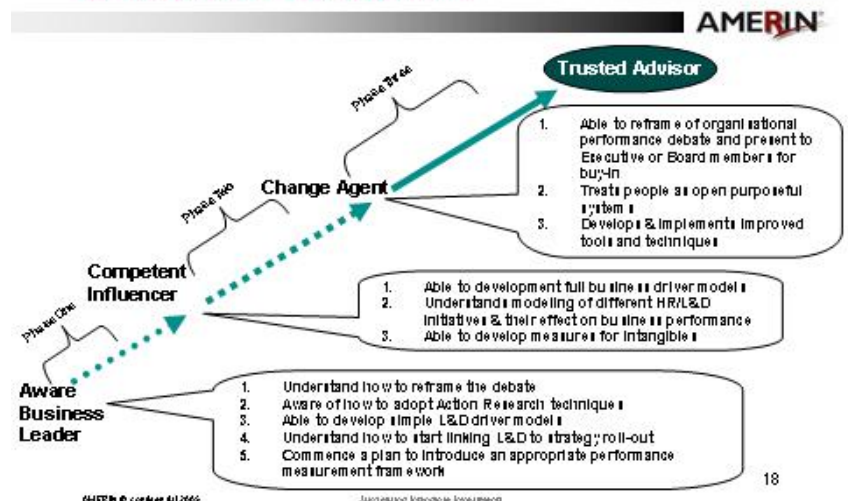 AMERIN
Trusted Advisor
Phase Three
1. Able to reframe of organisational
performance debate and present to
Executive or Board members for
buy-in
2. Treats people as open purposeful
systems
3. Develops & implements improved
tools and techniques
Change Agent
Phase Two
Competent
Influencer
1. Able to development full business driver models
2. Understands modeling of different HR/L&D
initiatives & their effect on business performance
3. Able to develop measures for intangibles
Phase One
Aware
Business
Leader
1. Understand how to reframe the debate
2. Aware of how to adopt Action Research techniques
3. Able to develop simple L&D driver models
4. Understand how to start linking L&D to strategy roll-out
5. Commence a plan to introduce an appropriate performance
measurement framework
18